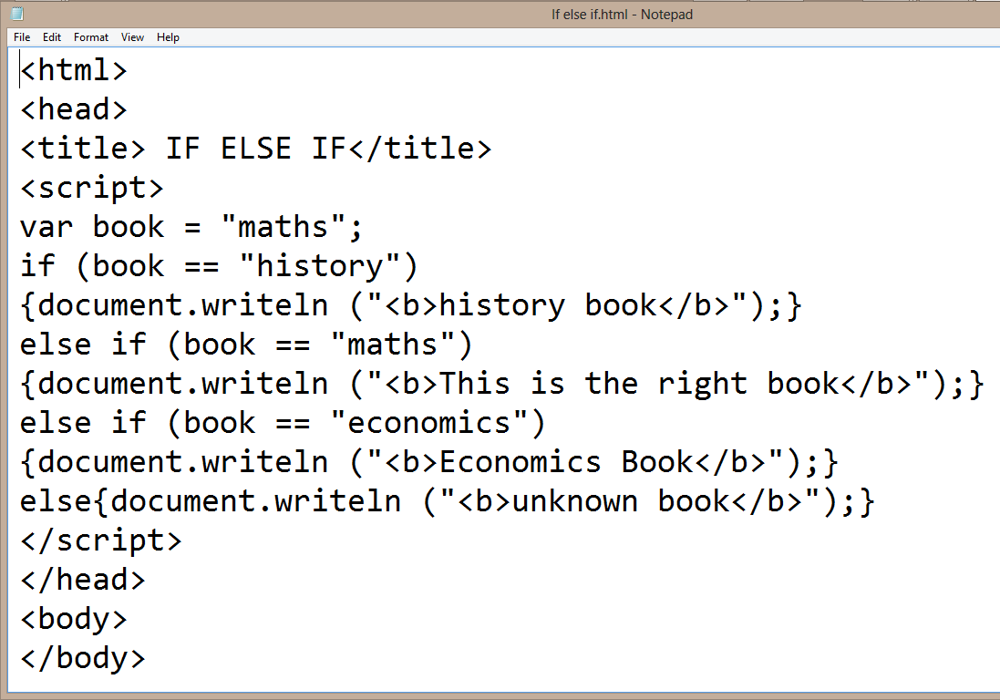 If else if.html - Notepad
File Edit Format View Help
<html>
<head>
<title> IF ELSE IF</title>
<script>
var book = "maths";
if (book == "history")
{document.writeln ("<b>history book</b>");}
else if (book == "maths")
{document.writeln ("<b>This is the right book</b>");}
else if (book == "economics")
{document.writeln ("<b>Economics Book</b>");}
else{document.writeln ("<b>unknown book</b>");}
</script>
</head>
<body>
</body>